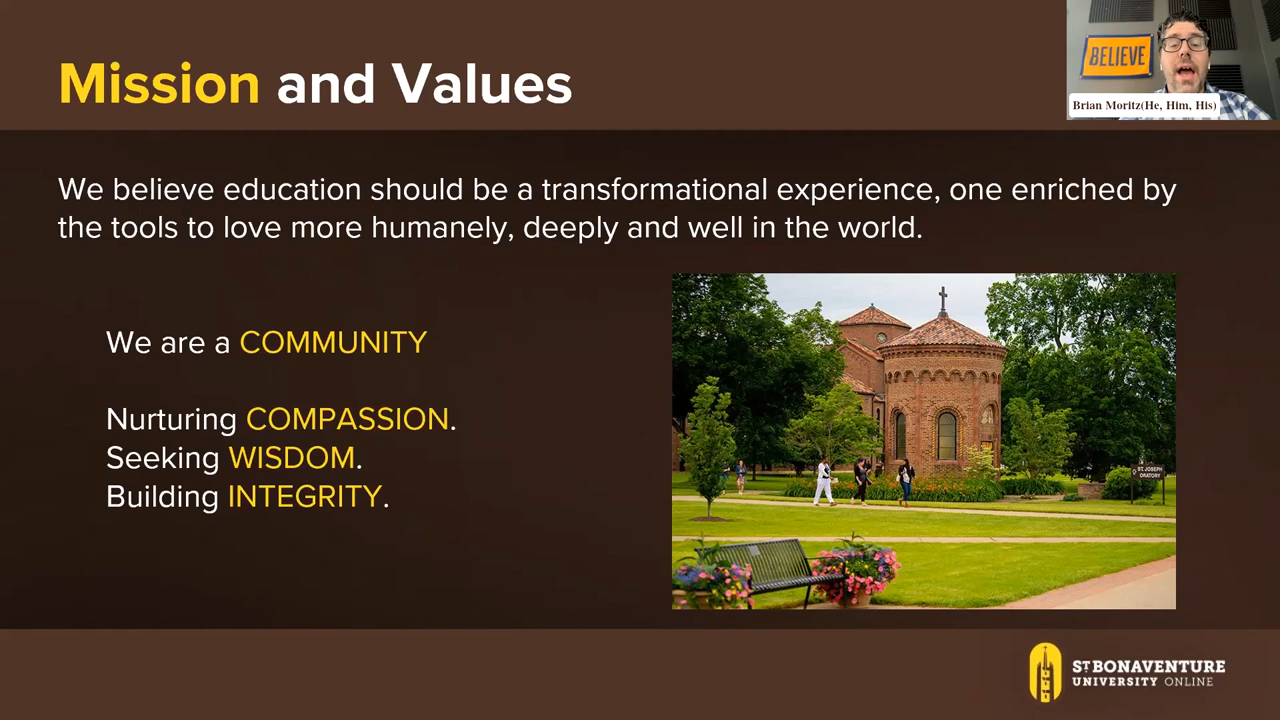 Mission and Values
BELIEVE
Brian Moritz(He, Him, His)
We believe education should be a transformational experience, one enriched by
the tools to love more humanely, deeply and well in the world.
We are a COMMUNITY
Nurturing COMPASSION.
Seeking WISDOM.
Building INTEGRITY.
ST. JOSEPH
ORATORY
ST. BONAVENTURE
UNIVERSITY ONLINE